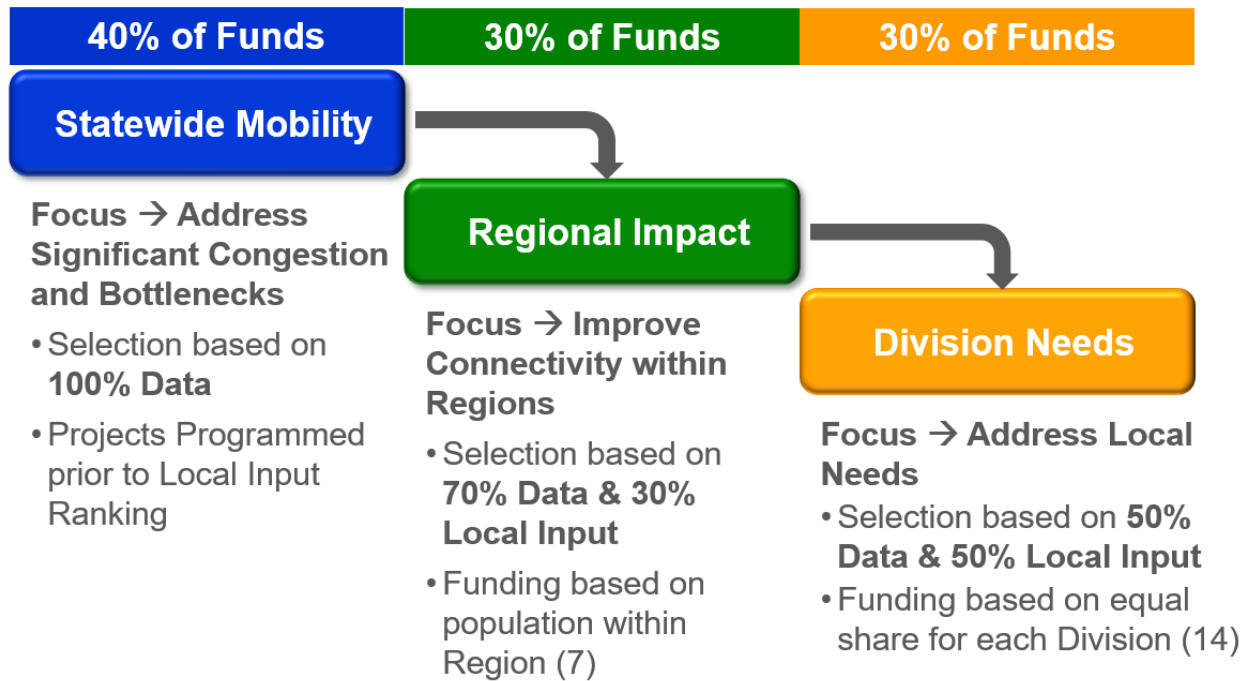 40% of Funds
30% of Funds
30% of Funds
Statewide Mobility
Focus → Address
Significant Congestion
and Bottlenecks
• Selection based on
100% Data
• Projects Programmed
prior to Local Input
Ranking
Regional Impact
Focus → Improve
Connectivity within
Regions
• Selection based on
70% Data & 30%
Local Input
• Funding based on
population within
Region (7)
Division Needs
Focus → Address Local
Needs
• Selection based on 50%
Data & 50% Local Input
• Funding based on equal
share for each Division (14)